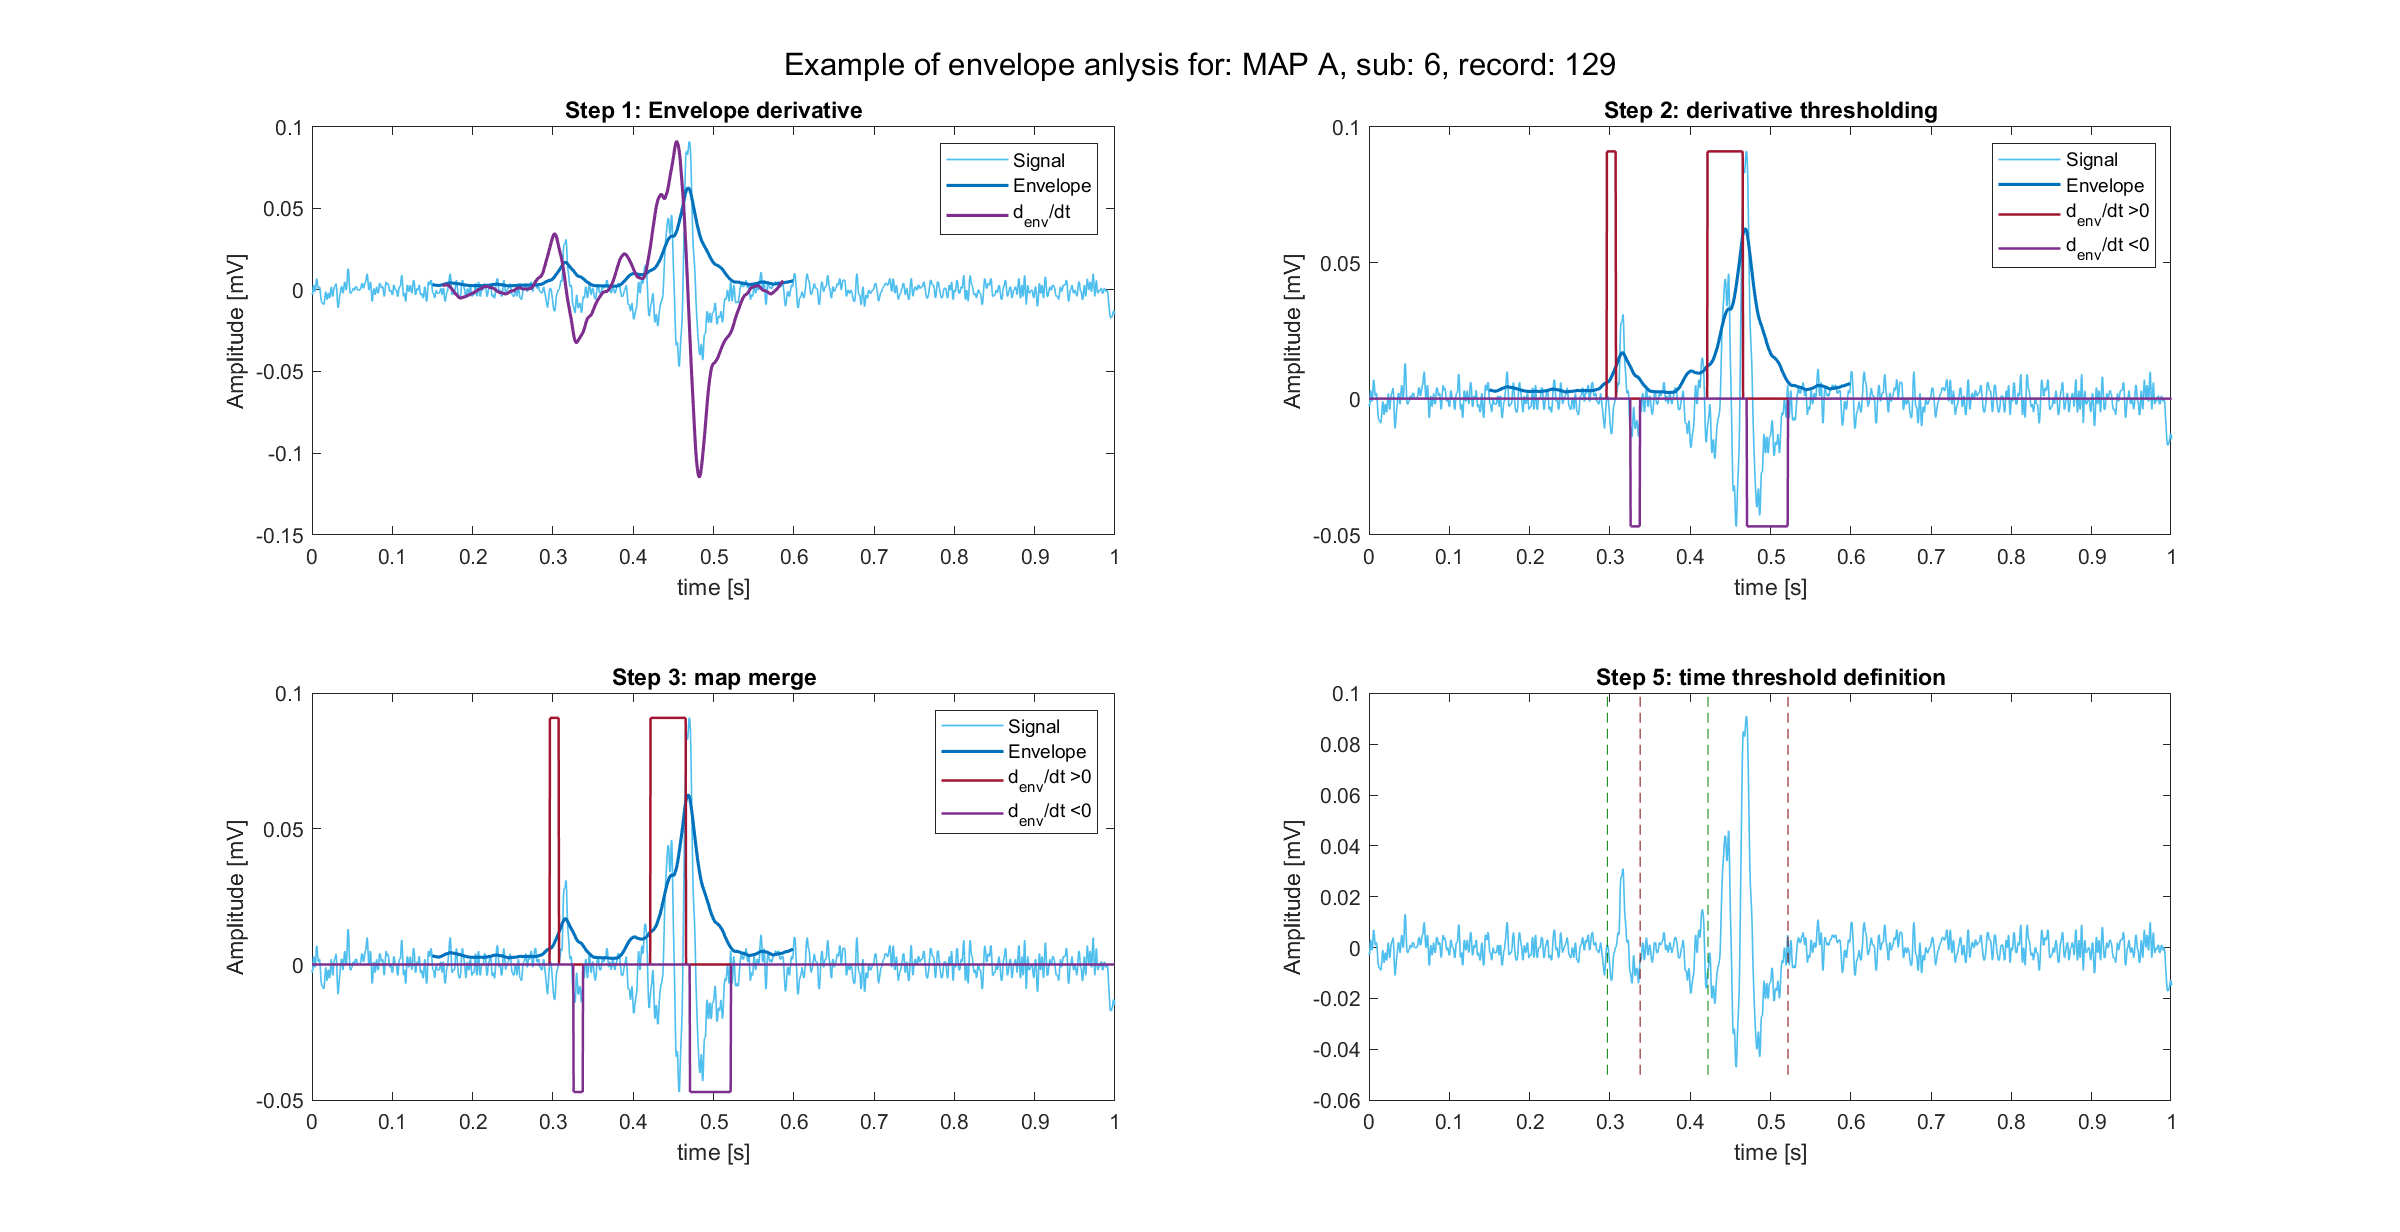 Example of envelope anlysis for: MAP A, sub: 6, record: 129
Step 1: Envelope derivative
0.1
0.05
0
-0.05
-0.1
-0.15
Amplitude [mV]
0 0.1 0.2 0.3 0.4 0.5 0.6 0.7 0.8 0.9 1
time [s]
Signal
Envelope
d_env/dt
Step 2: derivative thresholding
0.1
0.05
0
-0.05
Amplitude [mV]
0 0.1 0.2 0.3 0.4 0.5 0.6 0.7 0.8 0.9 1
time [s]
Signal
Envelope
d_env/dt >0
d_env/dt <0
Step 3: map merge
0.1
0.05
0
-0.05
Amplitude [mV]
0 0.1 0.2 0.3 0.4 0.5 0.6 0.7 0.8 0.9 1
time [s]
Signal
Envelope
d_env/dt >0
d_env/dt <0
Step 5: time threshold definition
0.1
0.08
0.06
0.04
0.02
0
-0.02
-0.04
-0.06
Amplitude [mV]
0 0.1 0.2 0.3 0.4 0.5 0.6 0.7 0.8 0.9 1
time [s]